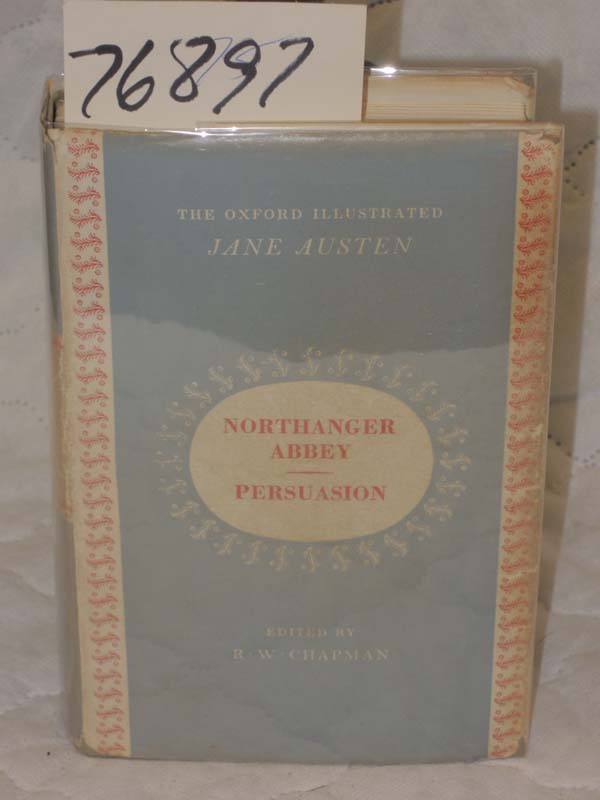 76897
THE OXFORD ILLUSTRATED
JANE AUSTEN
NORTHANGER
ABBEY
PERSUASION
EDITED BY
R · W · CHAPMAN